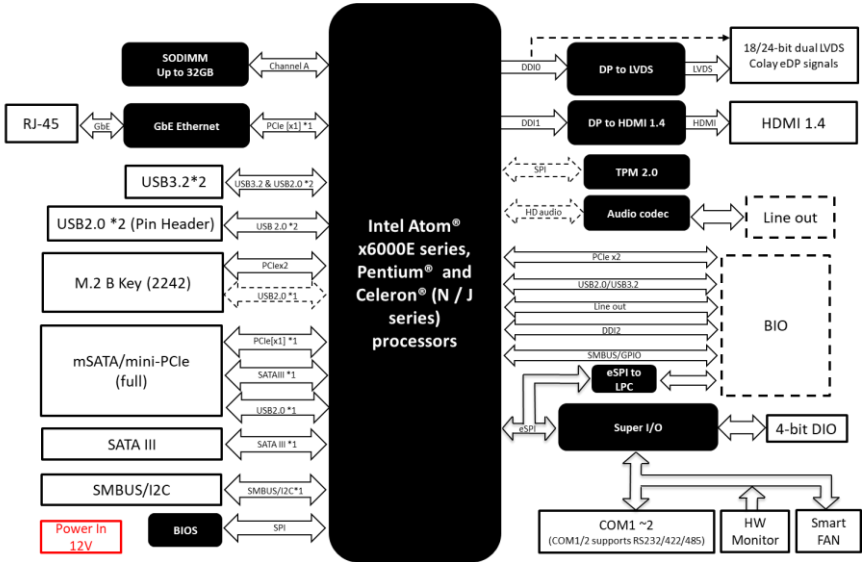 SODIMM
Up to 32GB
Channel A
RJ-45
GbE
GbE Ethernet
PCIe [x1] *1
USB3.2*2
USB3.2 & USB2.0 *2
USB2.0 *2 (Pin Header)
USB 2.0 *2
M.2 B Key (2242)
PCIex2
USB2.0 *1
mSATA/mini-PCIe
(full)
PCIe[x1] *1
SATAIII *1
USB2.0 *1
SATA III
SATA III *1
SMBUS/I2C
SMBUS/I2C*1
Power In
12V
BIOS
SPI
Intel Atom®
x6000E series,
Pentium® and
Celeron® (N / J
series)
processors
DDI0
DP to LVDS
LVDS
18/24-bit dual LVDS
Colay eDP signals
DDI1
DP to HDMI 1.4
HDMI
HDMI 1.4
SPI
TPM 2.0
HD audio
Audio codec
Line out
PCIe x2
USB2.0/USB3.2
Line out
DDI2
SMBUS/GPIO
BIO
eSPI to
LPC
eSPI
Super I/O
4-bit DIO
COM1 ~2
(COM1/2 supports RS232/422/485)
HW
Monitor
Smart
FAN